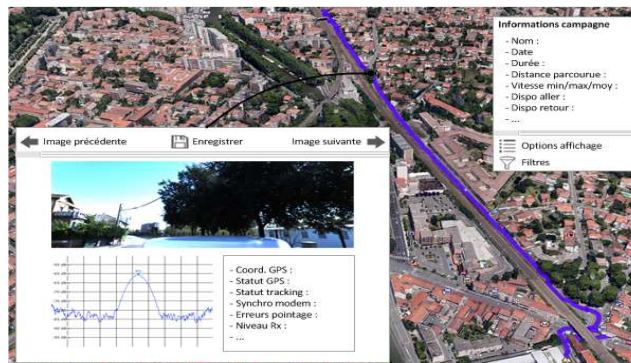 Informations campagne
- Nom :
- Date
- Durée :
- Distance parcourue :
- Vitesse min/max/moy :
- Dispo aller :
- Dispo retour :
- ...
Options affichage
Filtres
Image précédente
Enregistrer
Image suivante
- Coord. GPS :
- Statut GPS :
- Statut tracking :
- Synchro modem :
- Erreurs pointage :
- Niveau Rx :
- ...